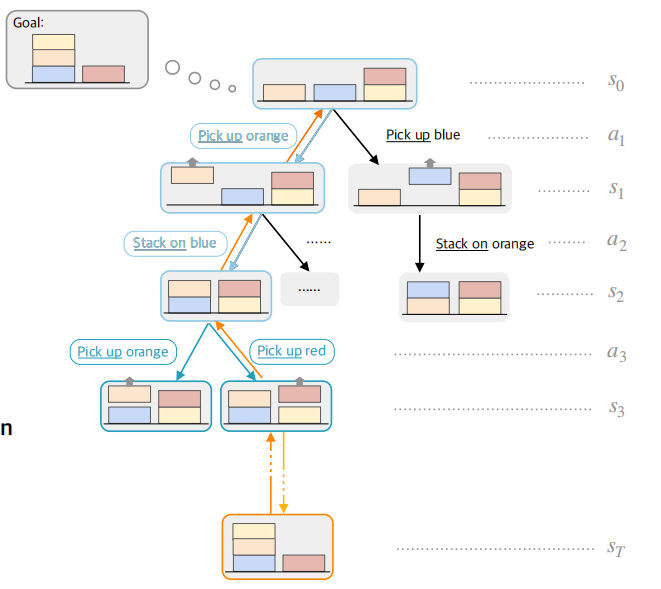 Goal:
s0
Pick up orange
Pick up blue
a1
s1
Stack on blue
......
Stack on orange
a2
......
s2
Pick up orange
Pick up red
a3
s3
n
sT